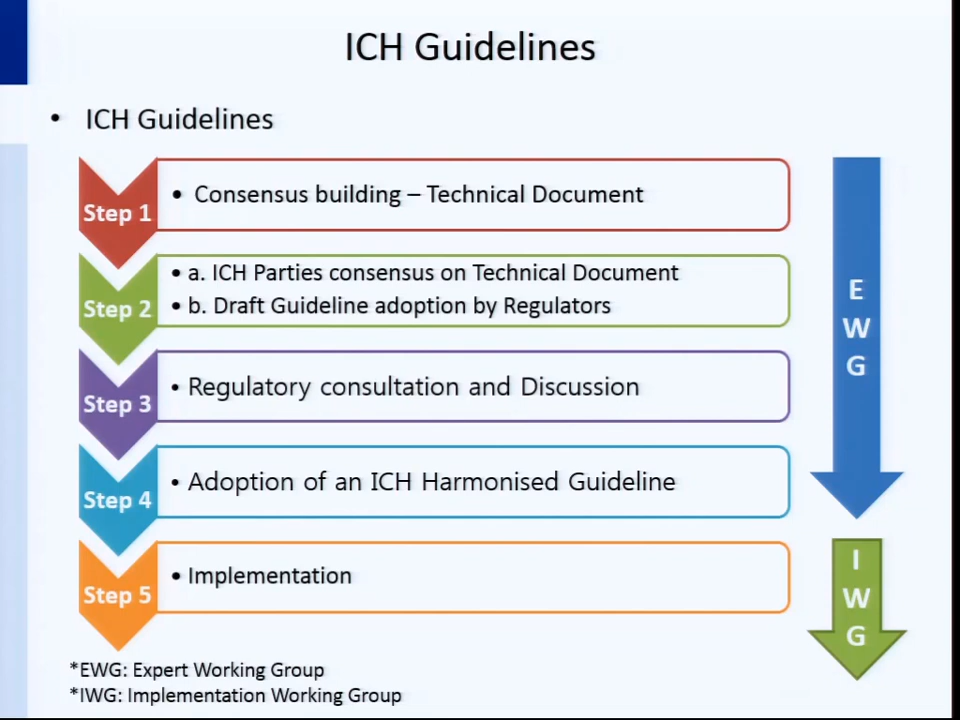 ICH Guidelines
• ICH Guidelines
Step 1
• Consensus building – Technical Document
Step 2
• a. ICH Parties consensus on Technical Document
• b. Draft Guideline adoption by Regulators
Step 3
• Regulatory consultation and Discussion
Step 4
• Adoption of an ICH Harmonised Guideline
Step 5
• Implementation
E
W
G
I
W
G
*EWG: Expert Working Group
*IWG: Implementation Working Group